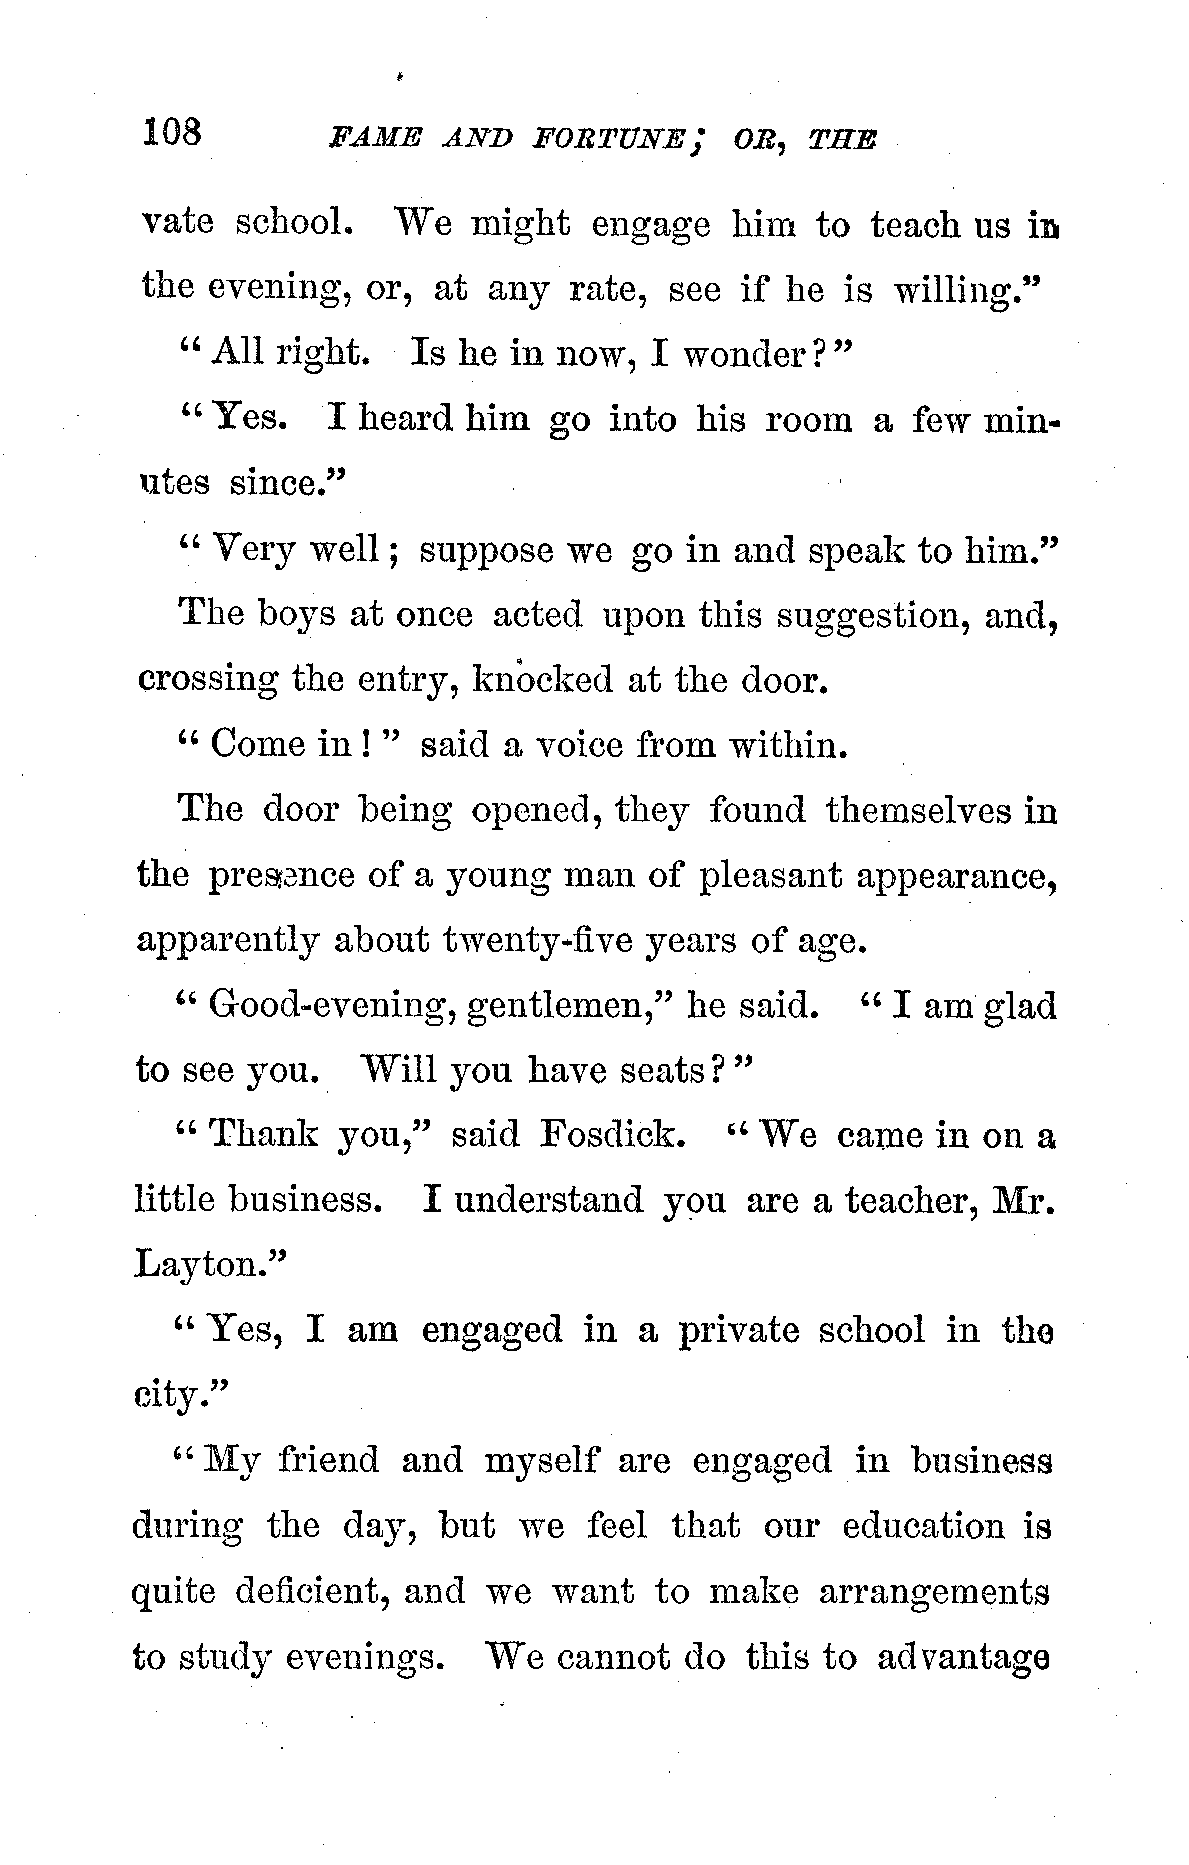 108 FAME AND FORTUNE; OR, THE
vate school. We might engage him to teach us in
the evening, or, at any rate, see if he is willing."
"All right. Is he in now, I wonder?"
"Yes. I heard him go into his room a few min-
utes since."
"Very well; suppose we go in and speak to him."
The boys at once acted upon this suggestion, and,
crossing the entry, knocked at the door.
"Come in!" said a voice from within.
The door being opened, they found themselves in
the presence of a young man of pleasant appearance,
apparently about twenty-five years of age.
"Good-evening, gentlemen," he said. "I am glad
to see you. Will you have seats?"
"Thank you," said Fosdick. "We came in on a
little business. I understand you are a teacher, Mr.
Layton."
"Yes, I am engaged in a private school in the
city."
"My friend and myself are engaged in business
during the day, but we feel that our education is
quite deficient, and we want to make arrangements
to study evenings. We cannot do this to advantage